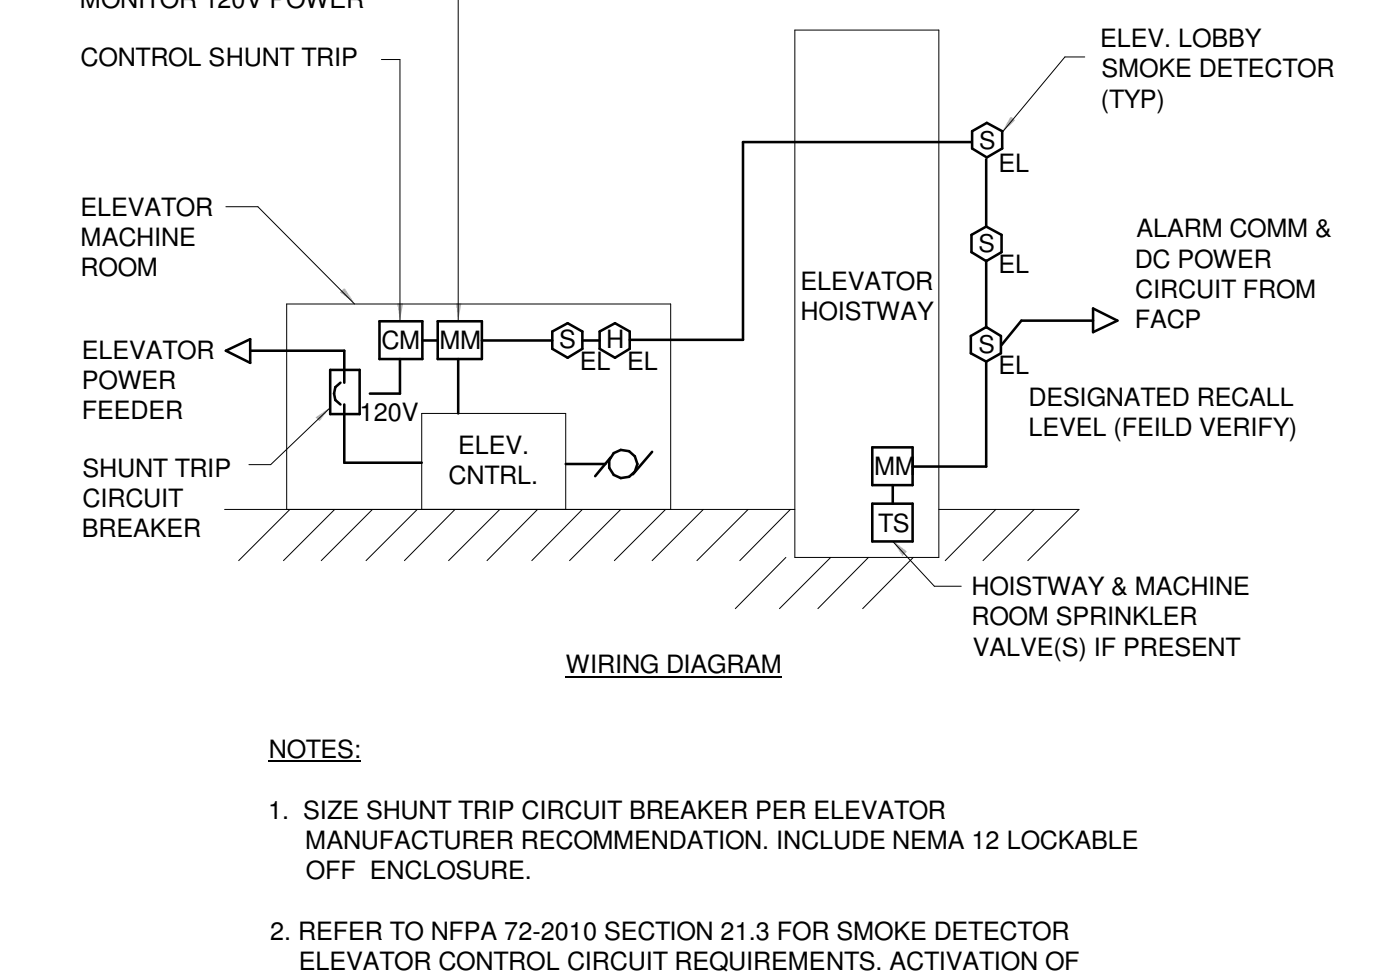 MONITOR 120V POWER
CONTROL SHUNT TRIP
ELEV. LOBBY
SMOKE DETECTOR
(TYP)
S
EL
ELEVATOR
MACHINE
ROOM
ALARM COMM &
DC POWER
CIRCUIT FROM
FACP
S
EL
ELEVATOR
HOISTWAY
ELEVATOR
POWER
FEEDER
CM
MM
S
EL
H
EL
S
EL
120V
DESIGNATED RECALL
LEVEL (FEILD VERIFY)
SHUNT TRIP
CIRCUIT
BREAKER
ELEV.
CNTRL.
MM
TS
HOISTWAY & MACHINE
ROOM SPRINKLER
VALVE(S) IF PRESENT
WIRING DIAGRAM
NOTES:
1. SIZE SHUNT TRIP CIRCUIT BREAKER PER ELEVATOR
MANUFACTURER RECOMMENDATION. INCLUDE NEMA 12 LOCKABLE
OFF ENCLOSURE.
2. REFER TO NFPA 72-2010 SECTION 21.3 FOR SMOKE DETECTOR
ELEVATOR CONTROL CIRCUIT REQUIREMENTS. ACTIVATION OF